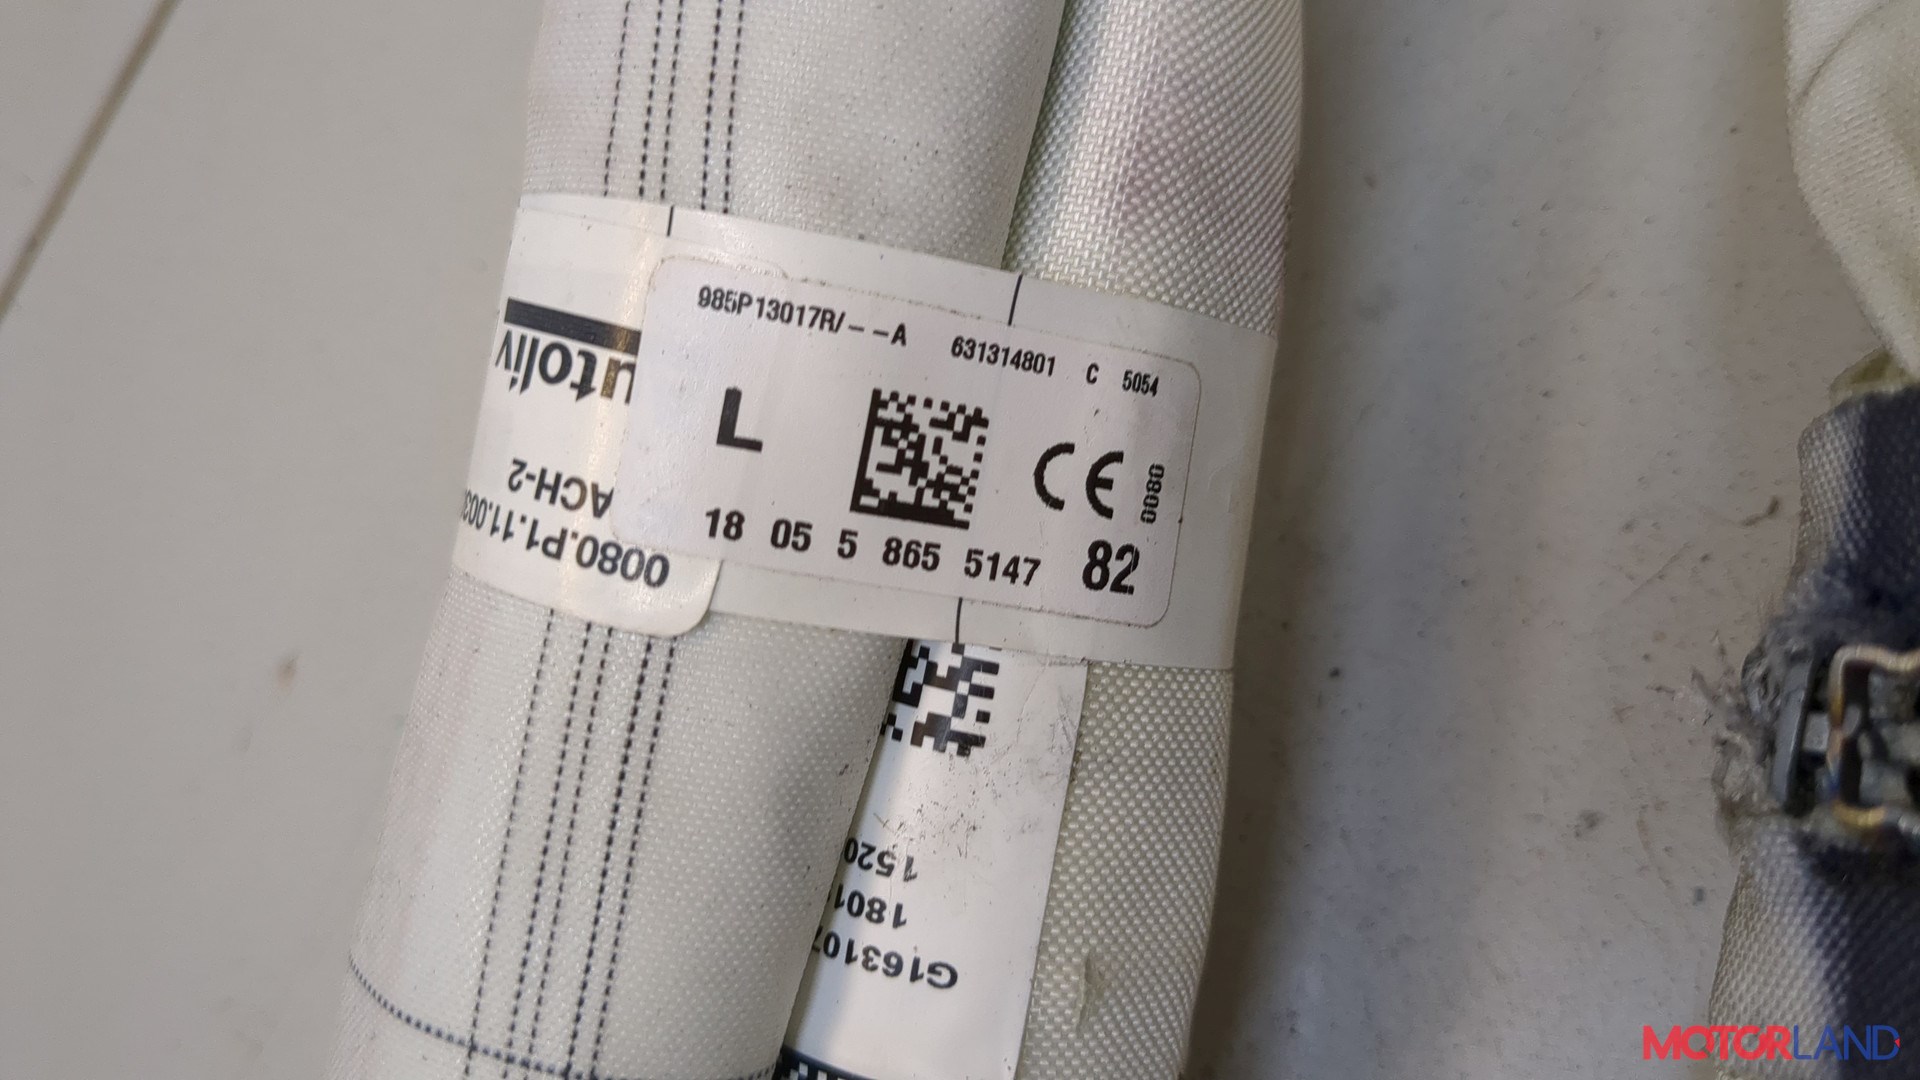 985P13017R/--A 631314801 C 5054
L
CE 0080
18 05 5 865 5147 82
utoliv
ACH-2
0080.P1.11.003
1520
1801
G163107
MOTORLAND